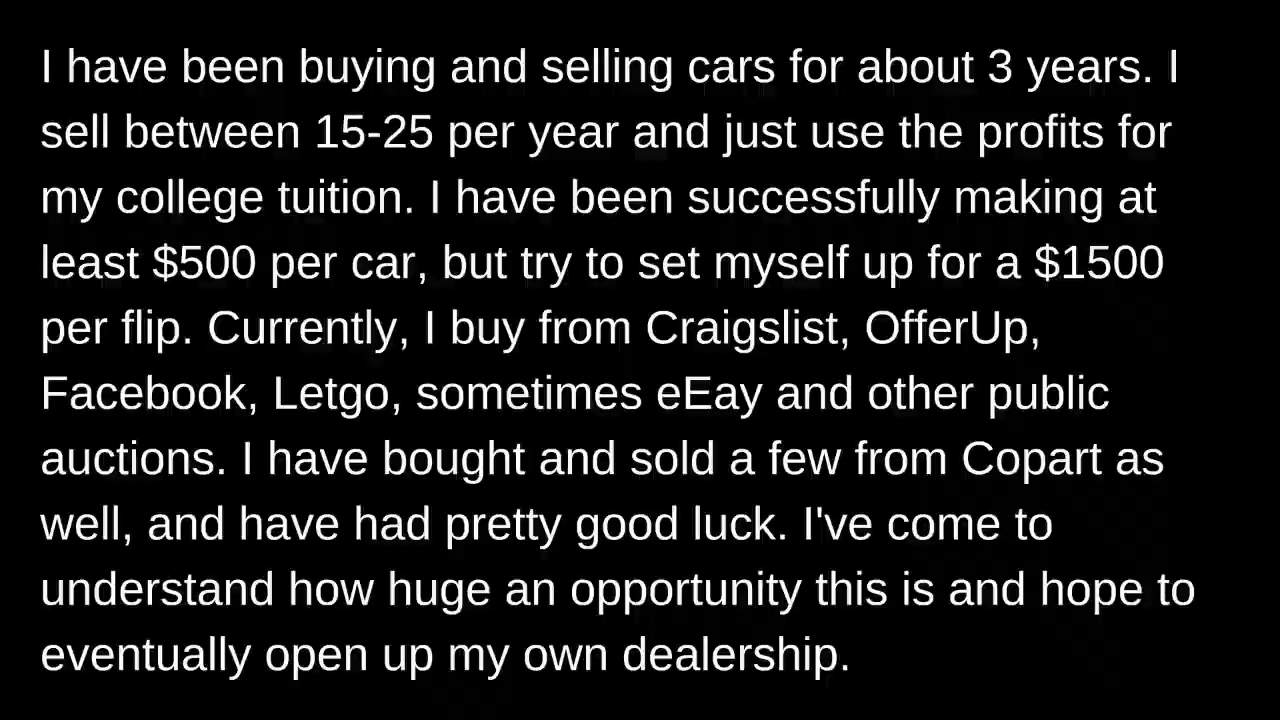 I have been buying and selling cars for about 3 years. I
sell between 15-25 per year and just use the profits for
my college tuition. I have been successfully making at
least $500 per car, but try to set myself up for a $1500
per flip. Currently, I buy from Craigslist, OfferUp,
Facebook, Letgo, sometimes eEay and other public
auctions. I have bought and sold a few from Copart as
well, and have had pretty good luck. I've come to
understand how huge an opportunity this is and hope to
eventually open up my own dealership.